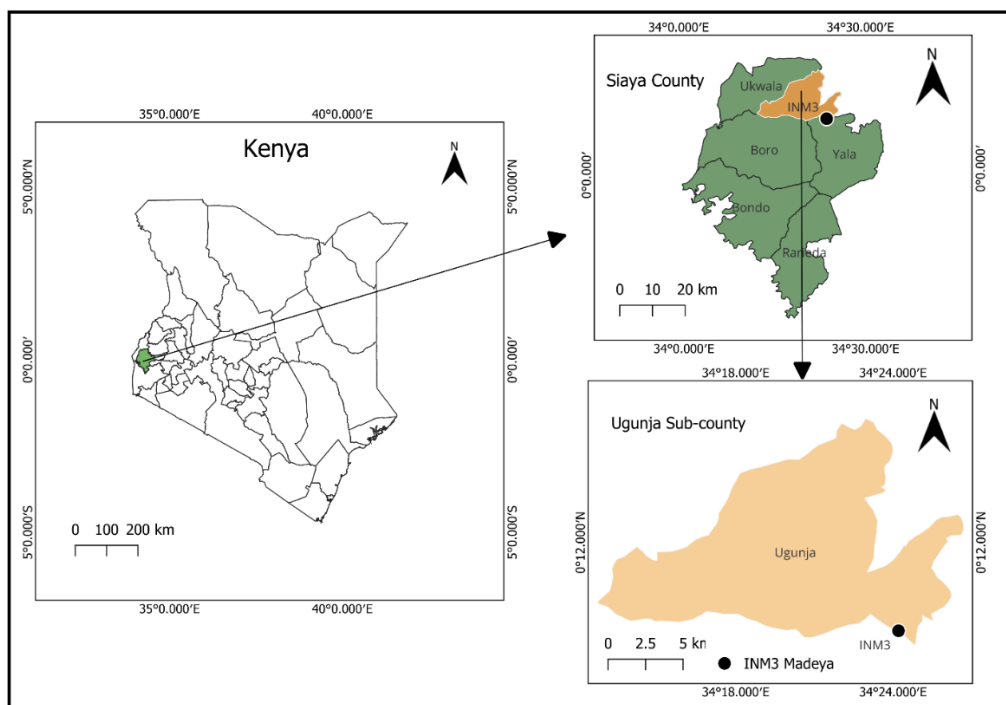 35°0.000'E 40°0.000'E
Kenya
N
5°0.000'N
5°0.000'N
0°0.000'
0°0.000'
5°0.000'S
5°0.000'S
0 100 200 km
35°0.000'E 40°0.000'E
34°0.000'E 34°30.000'E
Siaya County
N
Ukwala
INM3
Boro
Yala
Bondo
Rarieda
0°0.000'
0°0.000'
0 10 20 km
34°0.000'E 34°30.000'E
34°18.000'E 34°24.000'E
Ugunja Sub-county
N
0°12.000'N
0°12.000'N
Ugunja
INM3
0 2.5 5 km
INM3 Madeya
34°18.000'E 34°24.000'E